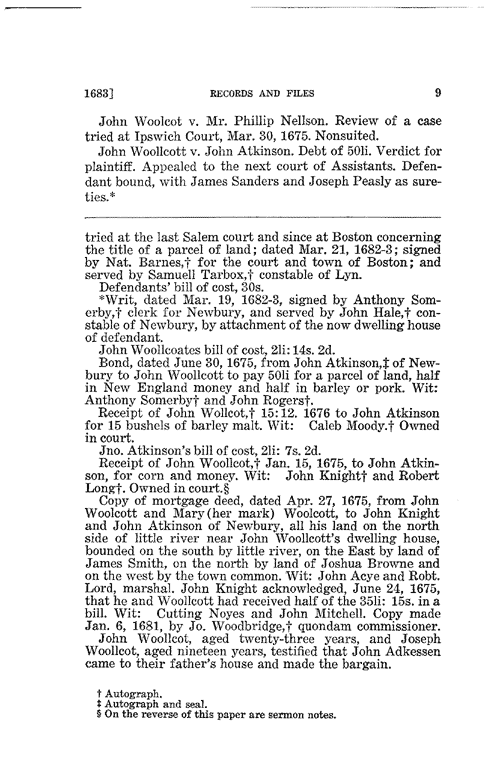 1683] RECORDS AND FILES 9
John Woolcot v. Mr. Phillip Nellson. Review of a case
tried at Ipswich Court, Mar. 30, 1675. Nonsuited.
John Woollcott v. John Atkinson. Debt of 50li. Verdict for
plaintiff. Appealed to the next court of Assistants. Defen-
dant bound, with James Sanders and Joseph Peasly as sure-
ties.*
tried at the last Salem court and since at Boston concerning
the title of a parcel of land; dated Mar. 21, 1682-3; signed
by Nat. Barnes,† for the court and town of Boston; and
served by Samuell Tarbox,† constable of Lyn.
Defendants' bill of cost, 30s.
*Writ, dated Mar. 19, 1682-3, signed by Anthony Som-
erby,† clerk for Newbury, and served by John Hale,† con-
stable of Newbury, by attachment of the now dwelling house
of defendant.
John Woollcoates bill of cost, 2li: 14s. 2d.
Bond, dated June 30, 1675, from John Atkinson,‡ of New-
bury to John Woollcott to pay 50li for a parcel of land, half
in New England money and half in barley or pork. Wit:
Anthony Somerby† and John Rogers†.
Receipt of John Wollcot,† 15: 12. 1676 to John Atkinson
for 15 bushels of barley malt. Wit: Caleb Moody.† Owned
in court.
Jno. Atkinson's bill of cost, 2li: 7s. 2d.
Receipt of John Woollcot,† Jan. 15, 1675, to John Atkin-
son, for corn and money. Wit: John Knight† and Robert
Long†. Owned in court.§
Copy of mortgage deed, dated Apr. 27, 1675, from John
Woolcott and Mary (her mark) Woolcott, to John Knight
and John Atkinson of Newbury, all his land on the north
side of little river near John Woollcott's dwelling house,
bounded on the south by little river, on the East by land of
James Smith, on the north by land of Joshua Browne and
on the west by the town common. Wit: John Acye and Robt.
Lord, marshal. John Knight acknowledged, June 24, 1675,
that he and Woollcott had received half of the 35li: 15s. in a
bill. Wit: Cutting Noyes and John Mitchell. Copy made
Jan. 6, 1681, by Jo. Woodbridge,† quondam commissioner.
John Woollcot, aged twenty-three years, and Joseph
Woollcot, aged nineteen years, testified that John Adkessen
came to their father's house and made the bargain.
† Autograph.
‡ Autograph and seal.
§ On the reverse of this paper are sermon notes.